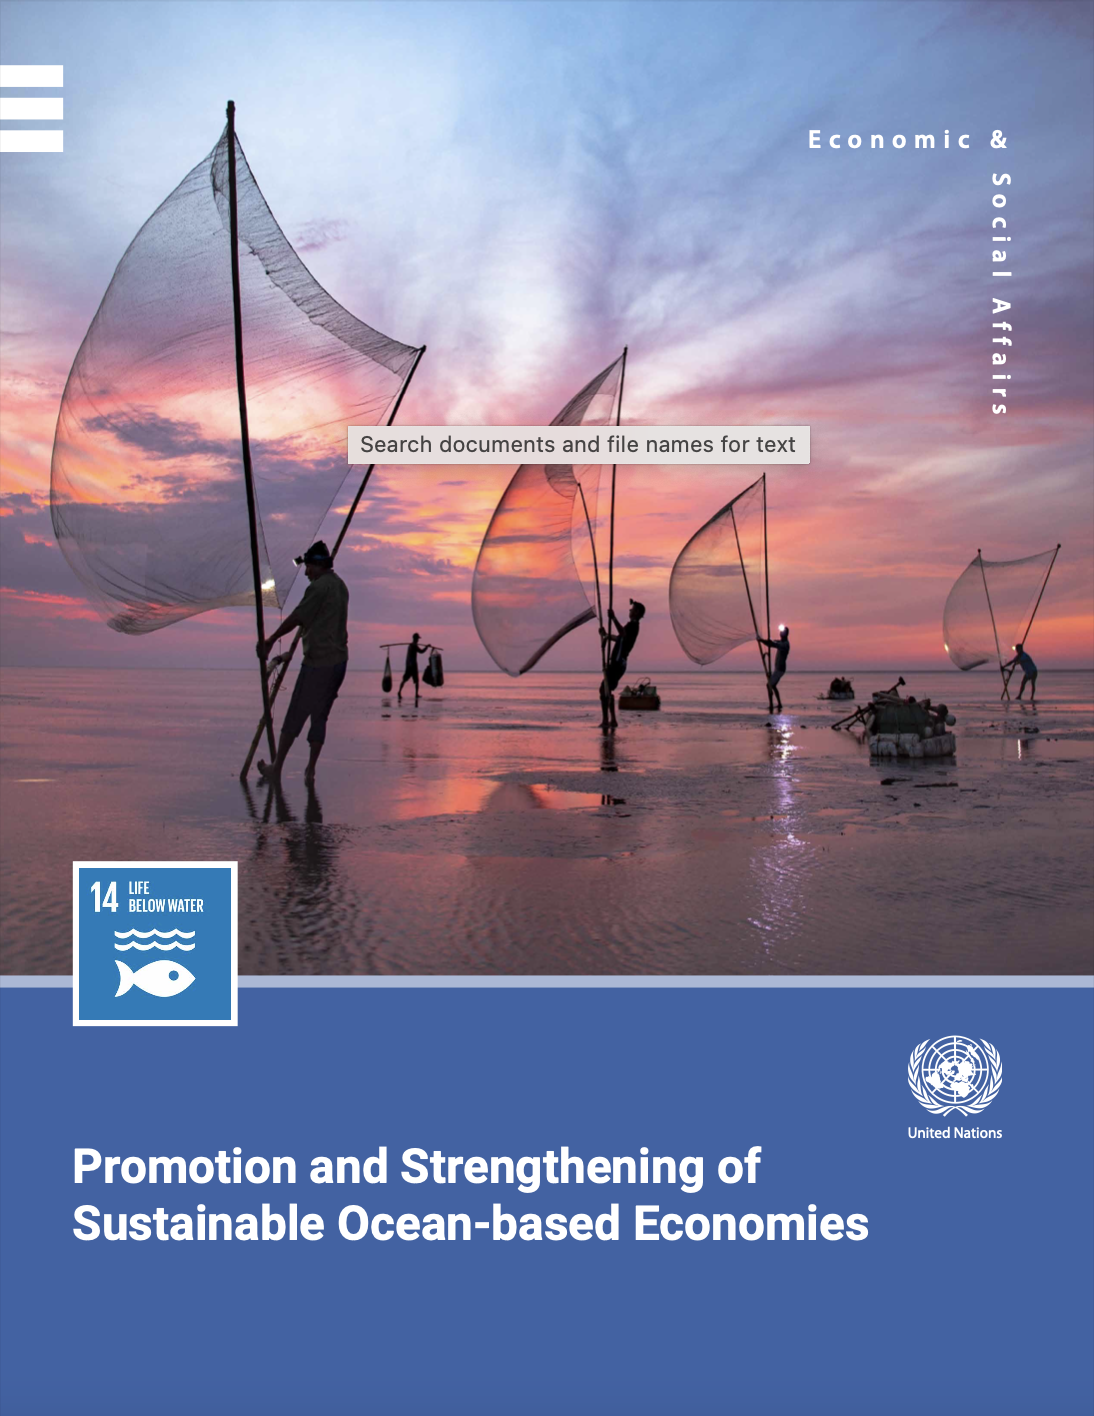 Economic &
Social Affairs
Search documents and file names for text
14 LIFE
BELOW WATER
United Nations
Promotion and Strengthening of
Sustainable Ocean-based Economies